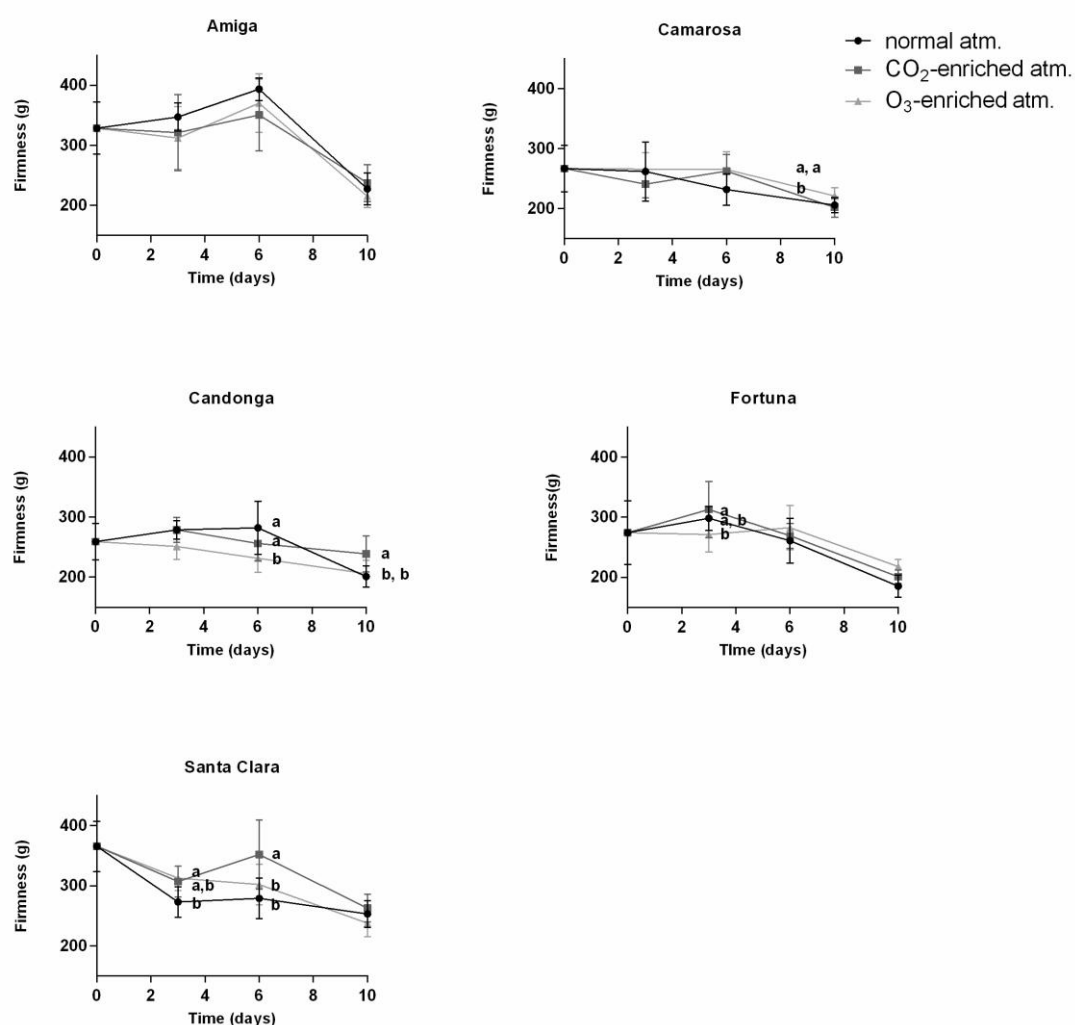 Amiga
Firmness (g)
400
300
200
0 2 4 6 8 10
Time (days)
Camarosa
Firmness (g)
400
300
200
a, a
b
0 2 4 6 8 10
Time (days)
normal atm.
CO₂-enriched atm.
O₃-enriched atm.
Candonga
Firmness (g)
400
300
200
a
a
b
a
b, b
0 2 4 6 8 10
Time (days)
Fortuna
Firmness(g)
400
300
200
a
a, b
b
0 2 4 6 8 10
TIme (days)
Santa Clara
Firmness (g)
400
300
200
a
a,b
b
a
b
b
0 2 4 6 8 10
Time (days)